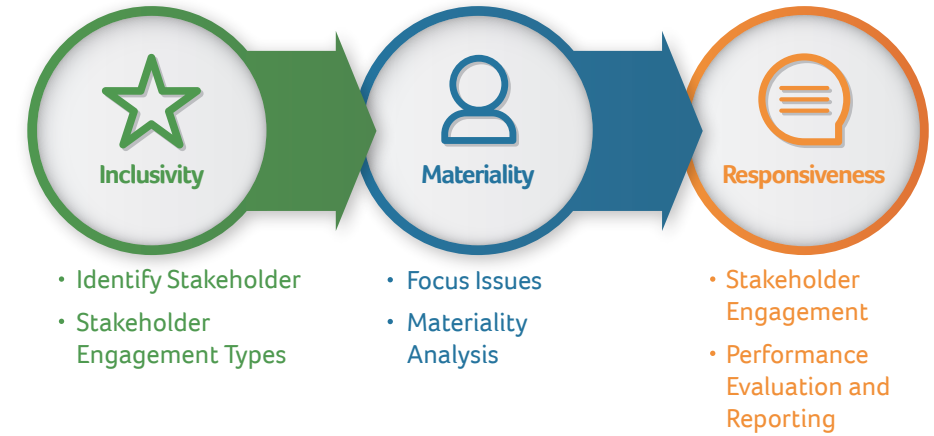 Inclusivity
• Identify Stakeholder
• Stakeholder
Engagement Types
Materiality
• Focus Issues
• Materiality
Analysis
Responsiveness
• Stakeholder
Engagement
• Performance
Evaluation and
Reporting